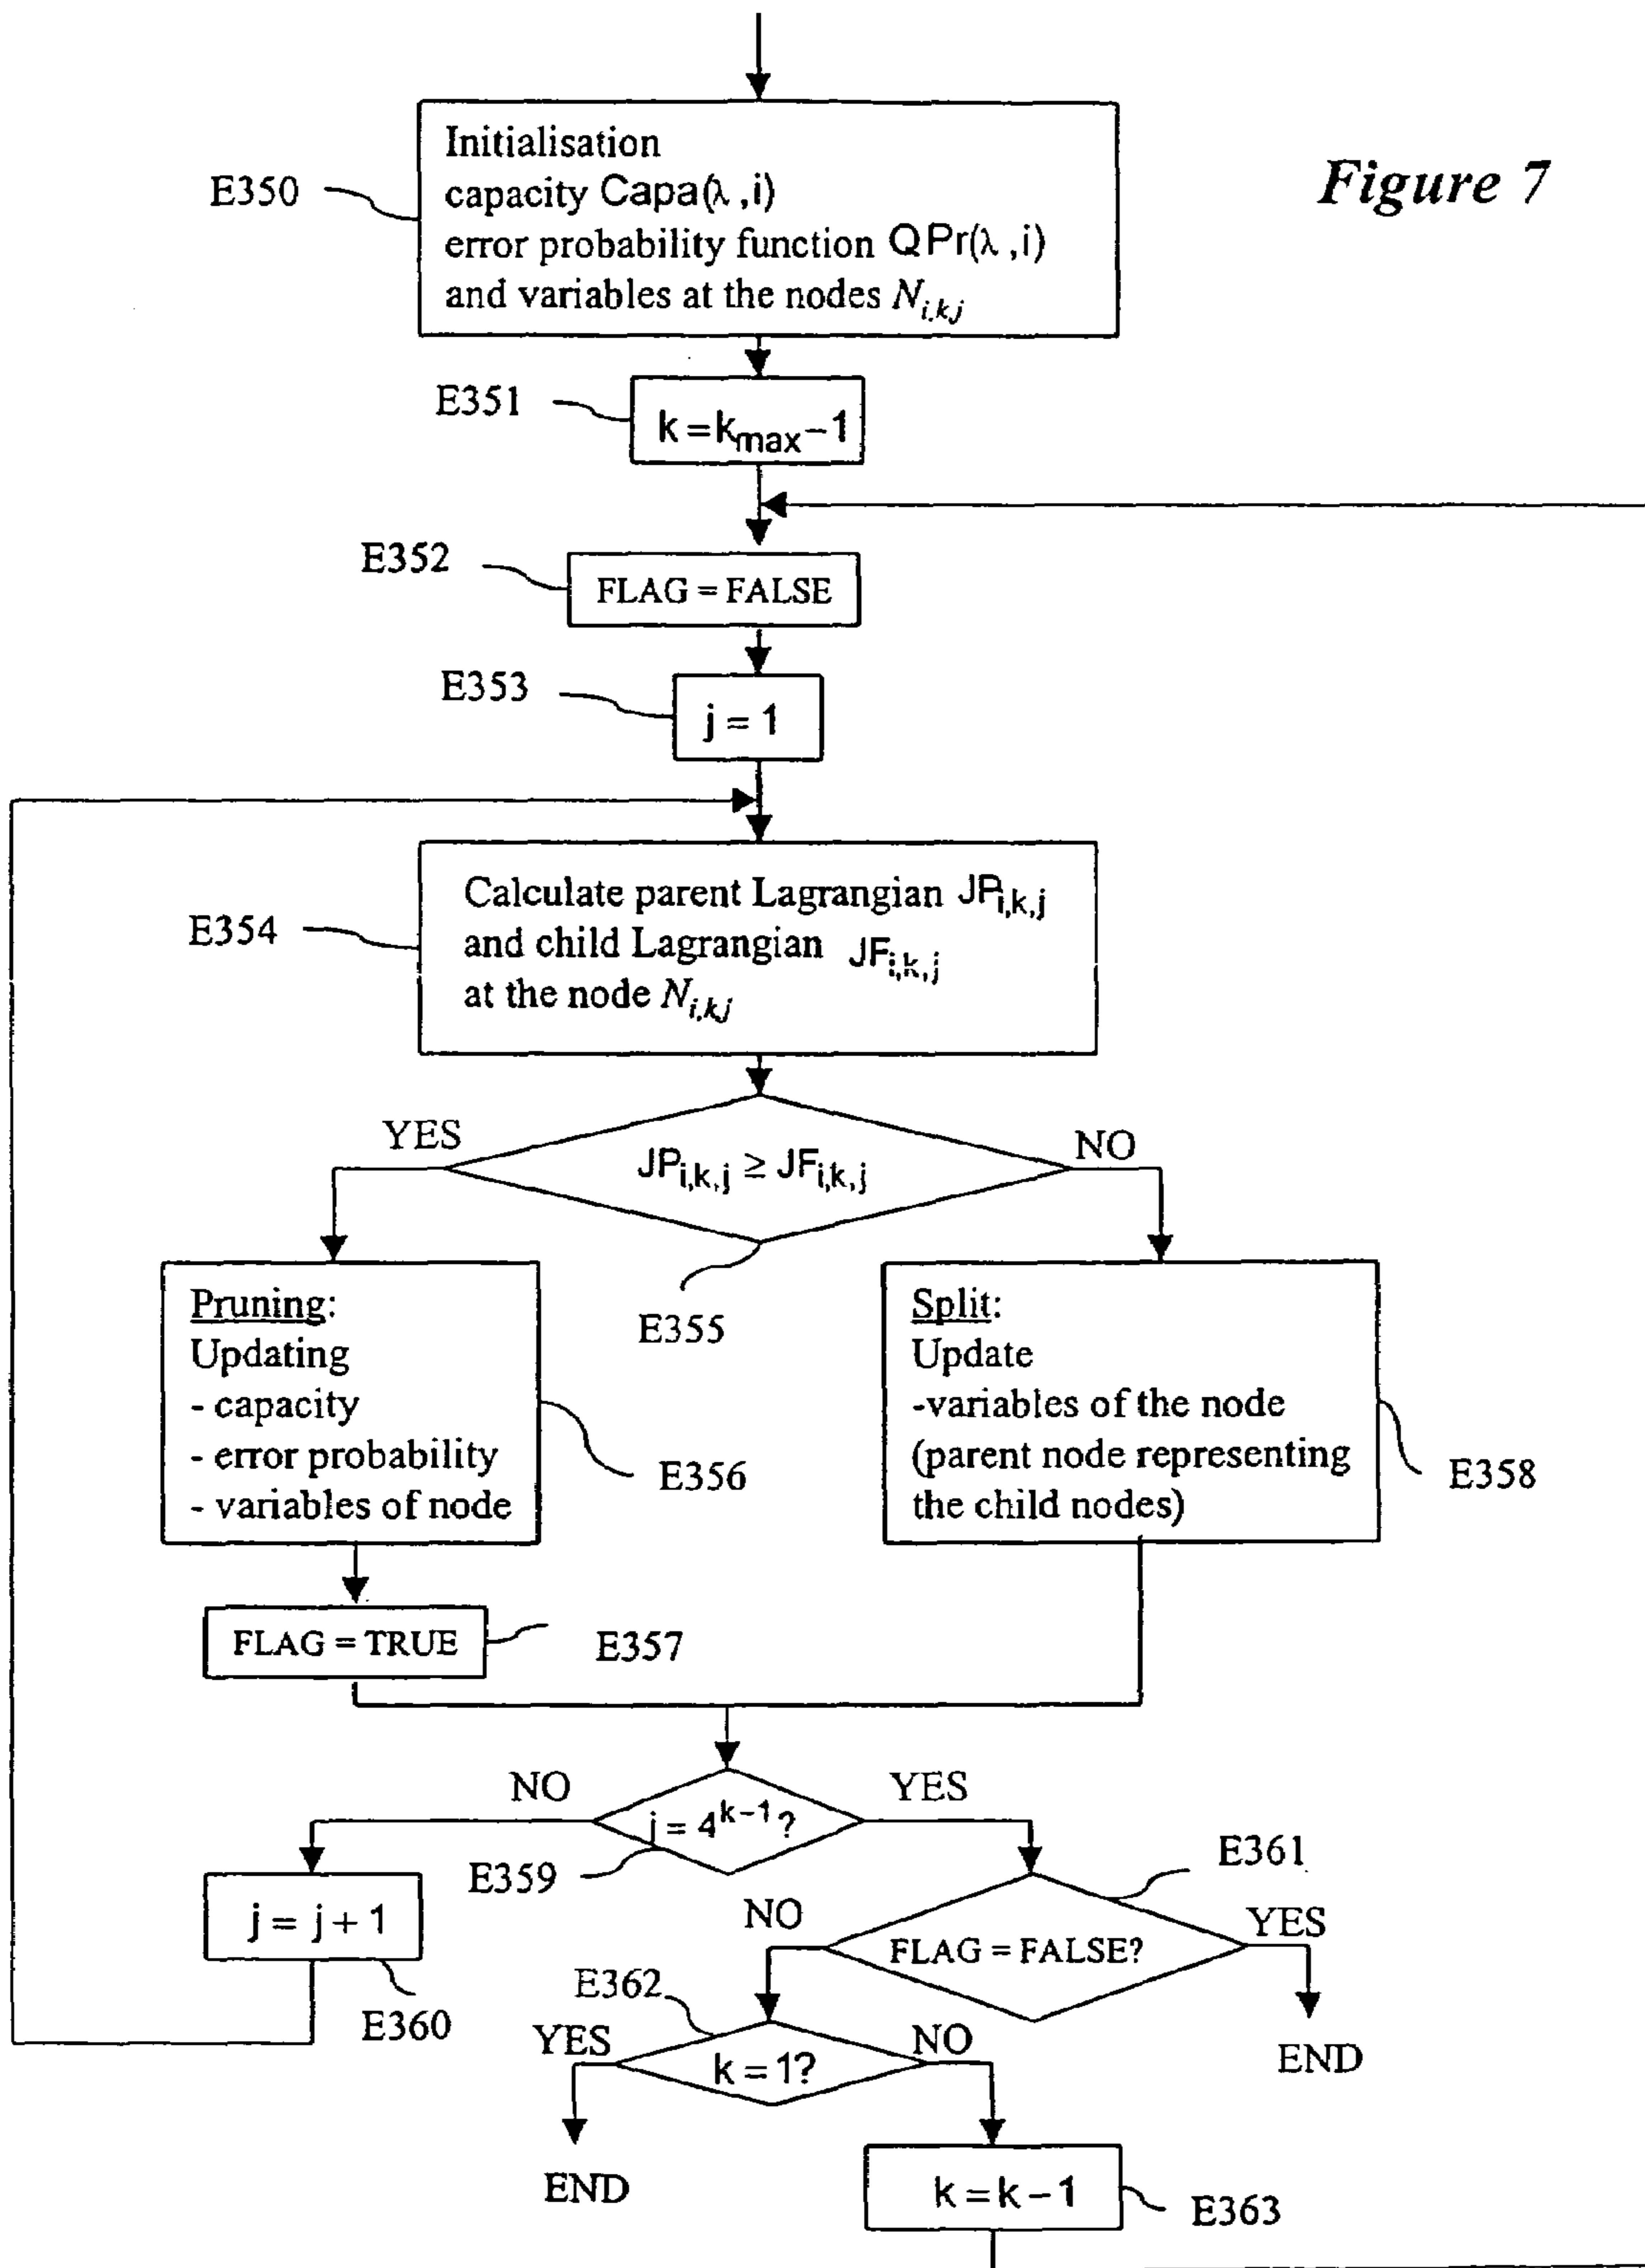 Figure 7
E350
Initialisation
capacity Capa(λ,i)
error probability function QPr(λ,i)
and variables at the nodes N_{i,k,j}
E351
k=k_{max}-1
E352
FLAG = FALSE
E353
j = 1
E354
Calculate parent Lagrangian JP_{i,k,j}
and child Lagrangian JF_{i,k,j}
at the node N_{i,k,j}
YES
NO
JP_{i,k,j} ≥ JF_{i,k,j}
E355
Pruning:
Updating
- capacity
- error probability
- variables of node
E356
Split:
Update
-variables of the node
(parent node representing
the child nodes)
E358
FLAG = TRUE
E357
NO
YES
j = 4^{k-1}?
E359
E361
j = j + 1
E360
NO
YES
FLAG = FALSE?
E362
END
YES
NO
k = 1?
END
k = k - 1
E363